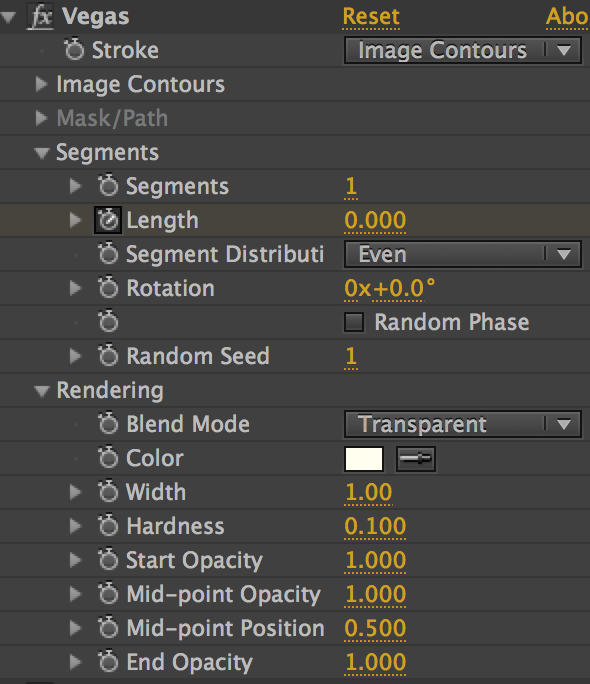 fx Vegas Reset Abo
Stroke Image Contours
Image Contours
Mask/Path
Segments
Segments 1
Length 0.000
Segment Distributi Even
Rotation 0x+0.0°
Random Phase
Random Seed 1
Rendering
Blend Mode Transparent
Color
Width 1.00
Hardness 0.100
Start Opacity 1.000
Mid-point Opacity 1.000
Mid-point Position 0.500
End Opacity 1.000